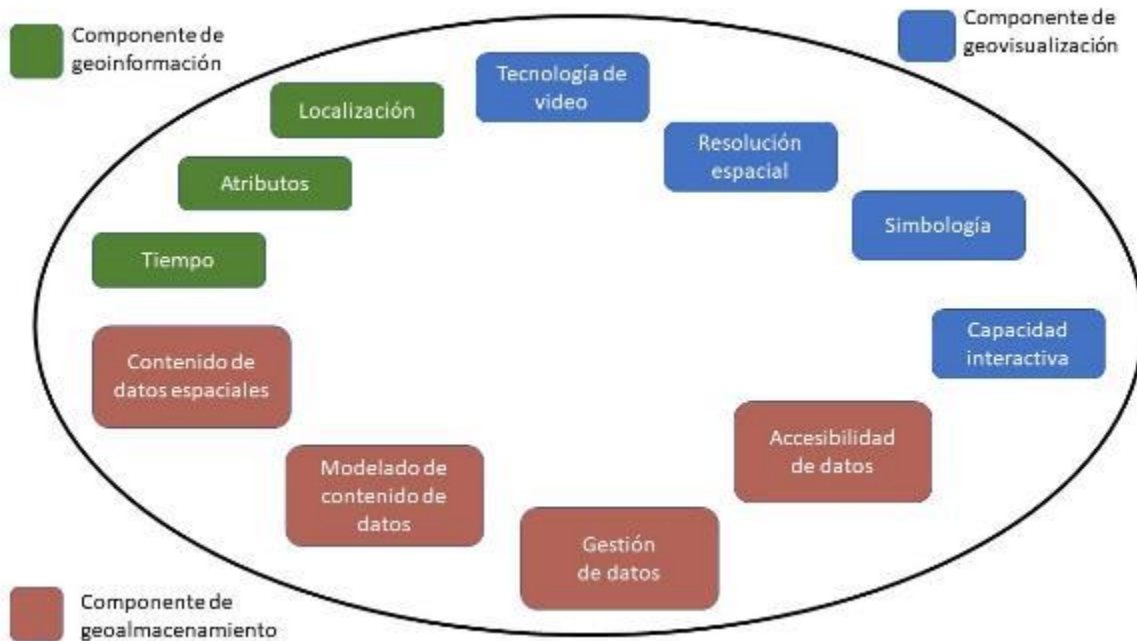 Componente de
geoinformación
Componente de
geovisualización
Tecnología de
video
Localización
Resolución
espacial
Atributos
Simbología
Tiempo
Capacidad
interactiva
Contenido de
datos espaciales
Accesibilidad
de datos
Modelado de
contenido de
datos
Gestión
de datos
Componente de
geoalmacenamiento